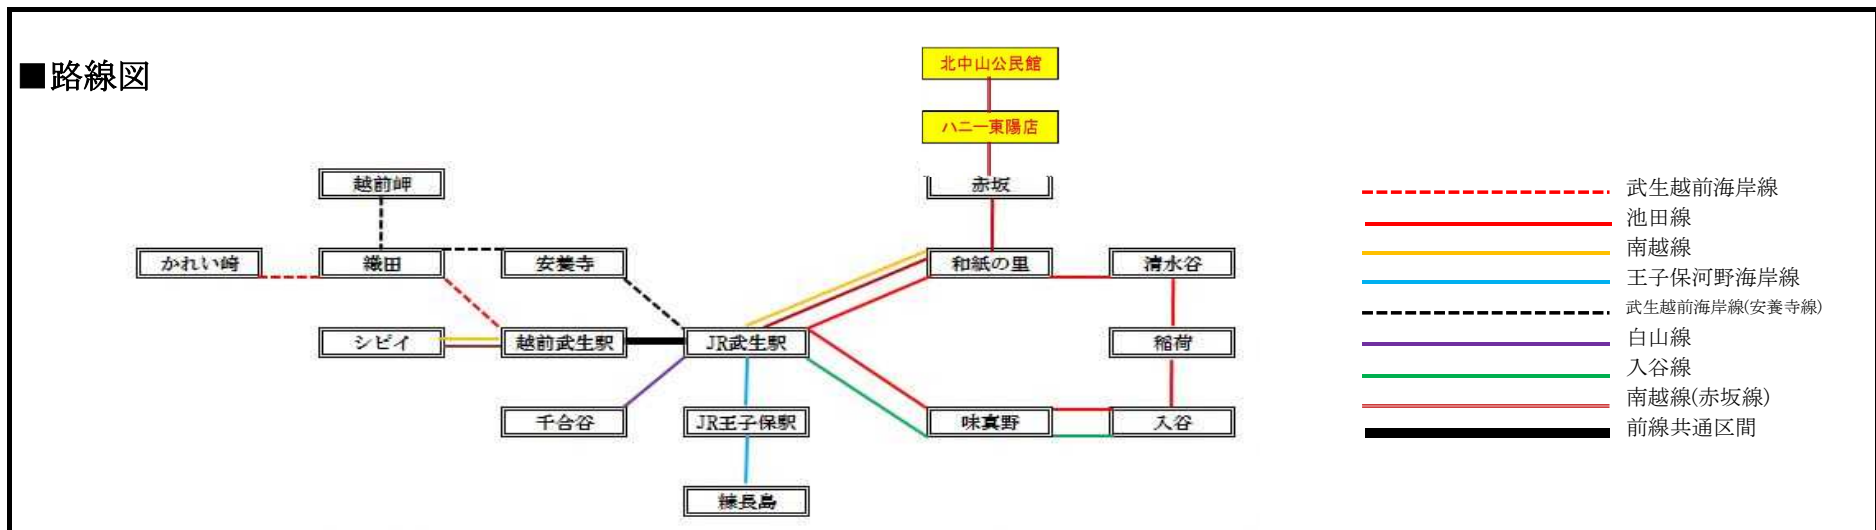 ■路線図
北中山公民館
ハニー東陽店
越前岬
赤坂
かれい崎
織田
安養寺
和紙の里
清水谷
シピイ
越前武生駅
JR武生駅
稲荷
千合谷
JR王子保駅
味真野
入谷
糠長島
武生越前海岸線
池田線
南越線
王子保河野海岸線
武生越前海岸線(安養寺線)
白山線
入谷線
南越線(赤坂線)
前線共通区間